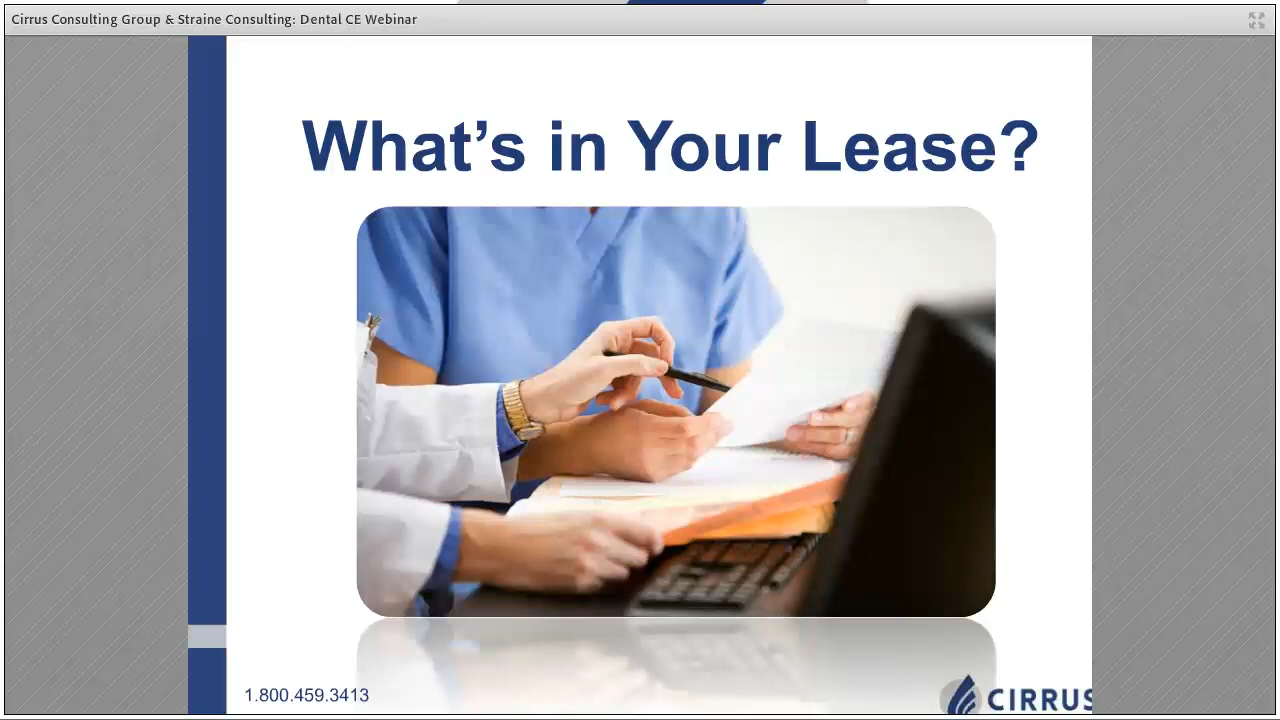 Cirrus Consulting Group & Straine Consulting: Dental CE Webinar
What’s in Your Lease?
1.800.459.3413
CIRRUS